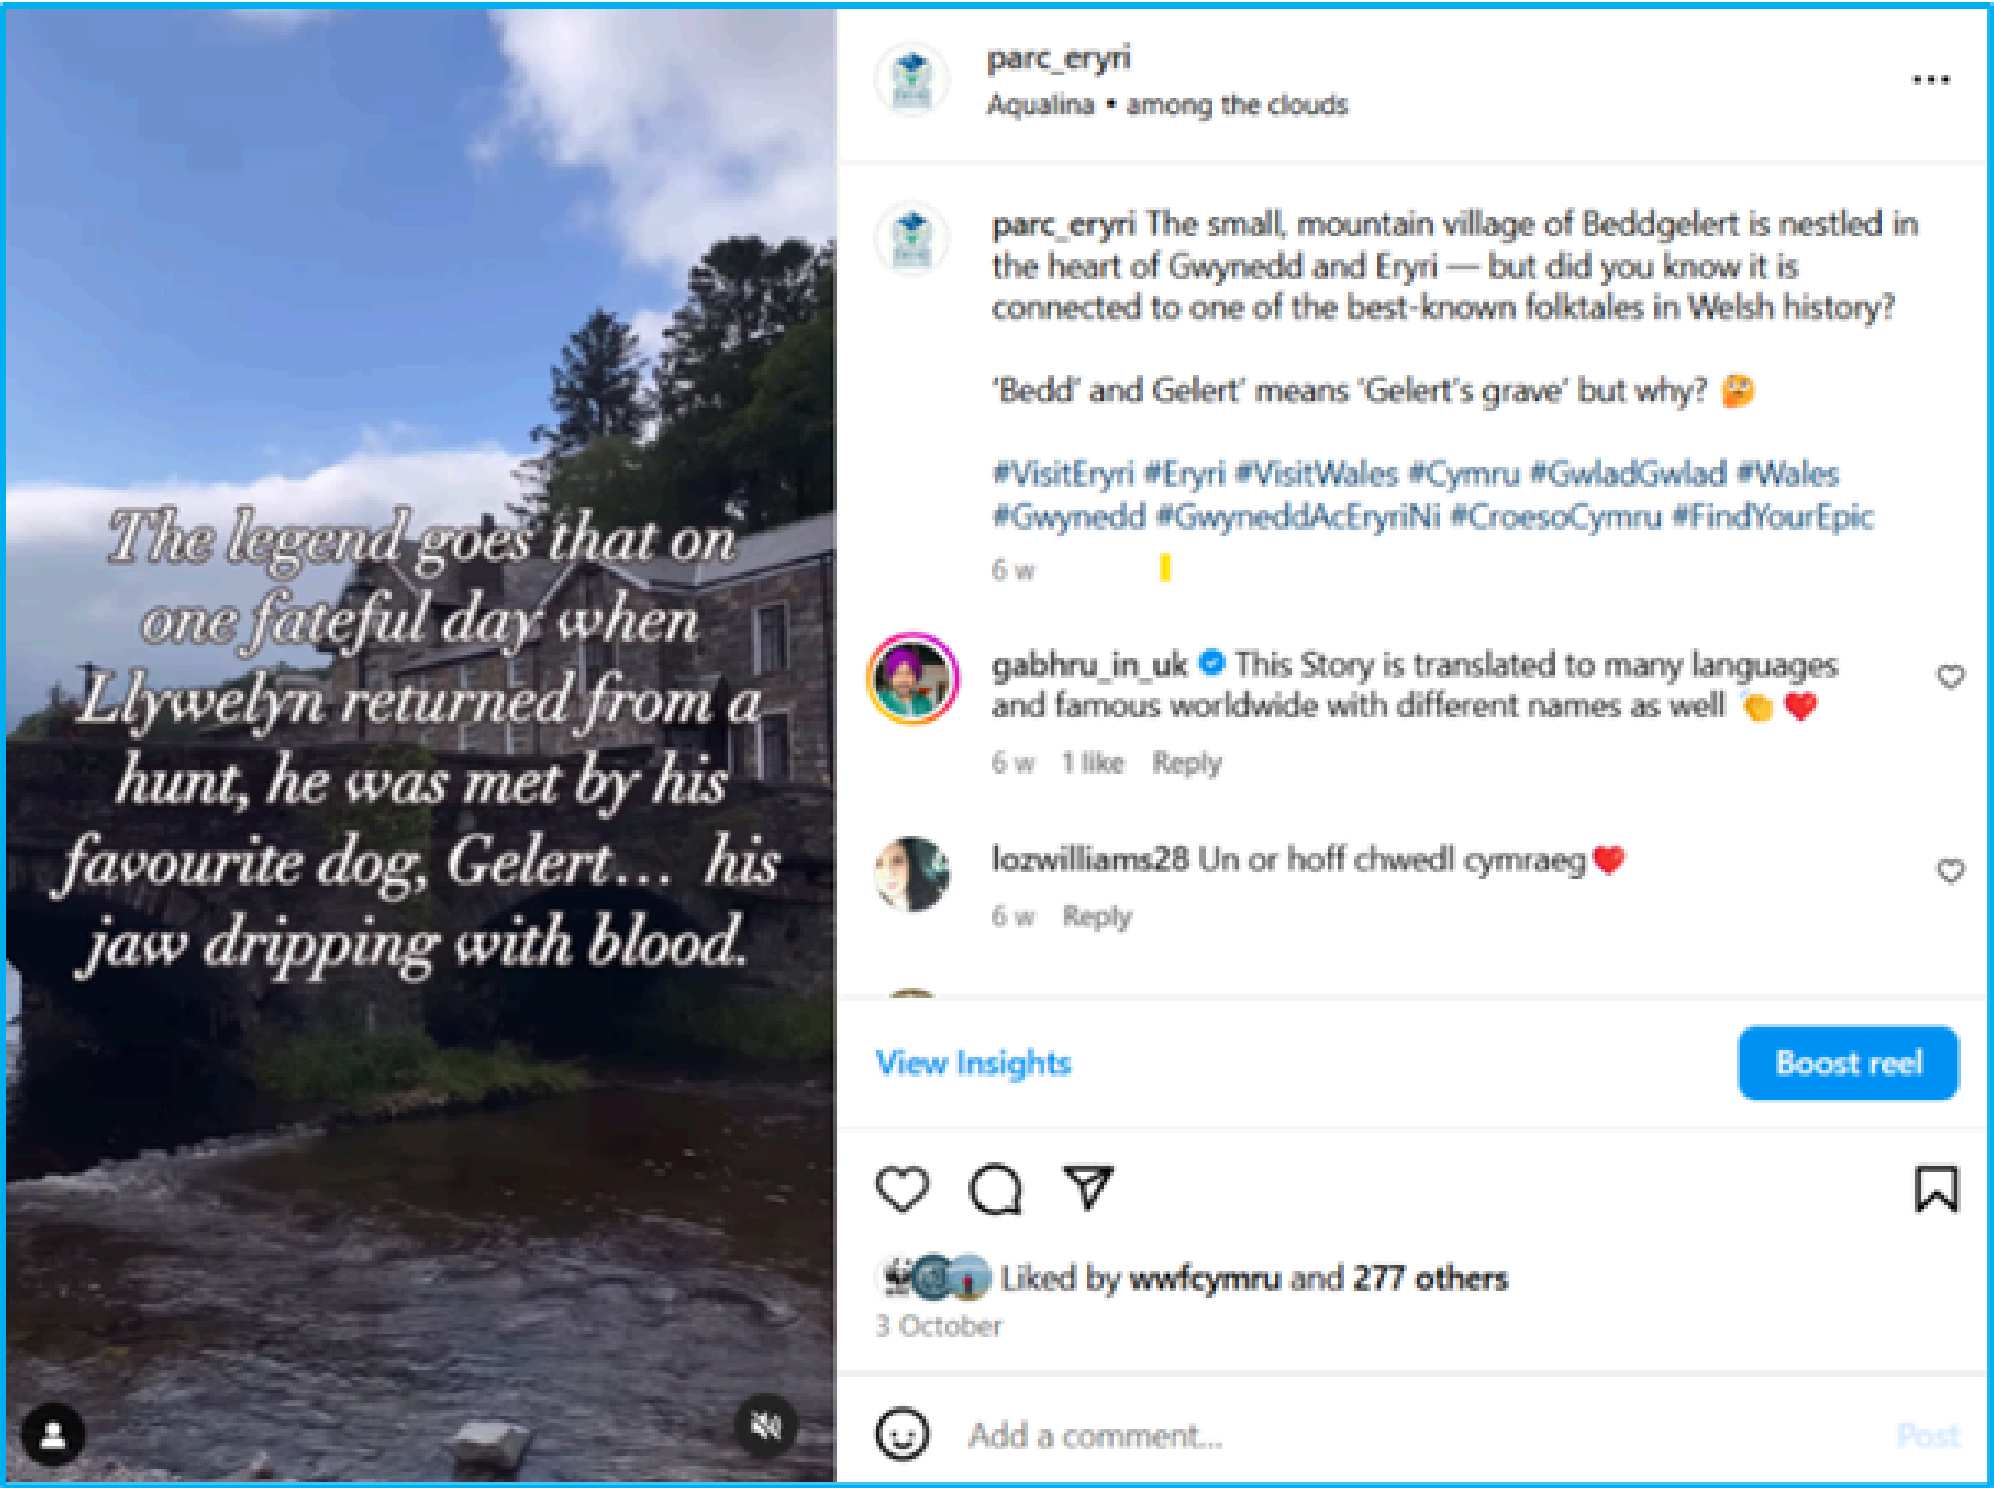 The legend goes that on
one fateful day when
Llywelyn returned from a
hunt, he was met by his
favourite dog, Gelert... his
jaw dripping with blood.
parc_eryri
Aqualina • among the clouds
parc_eryri The small, mountain village of Beddgelert is nestled in
the heart of Gwynedd and Eryri — but did you know it is
connected to one of the best-known folktales in Welsh history?
'Bedd' and Gelert' means 'Gelert's grave' but why? 🤔
#VisitEryri #Eryri #VisitWales #Cymru #GwladGwlad #Wales
#Gwynedd #GwyneddAcEryriNi #CroesoCymru #FindYourEpic
6 w
gabhru_in_uk This Story is translated to many languages
and famous worldwide with different names as well 👏 ❤️
6 w 1 like Reply
lozwilliams28 Un or hoff chwedl cymraeg❤️
6 w Reply
View Insights
Boost reel
Liked by wwfcymru and 277 others
3 October
Add a comment...
Post